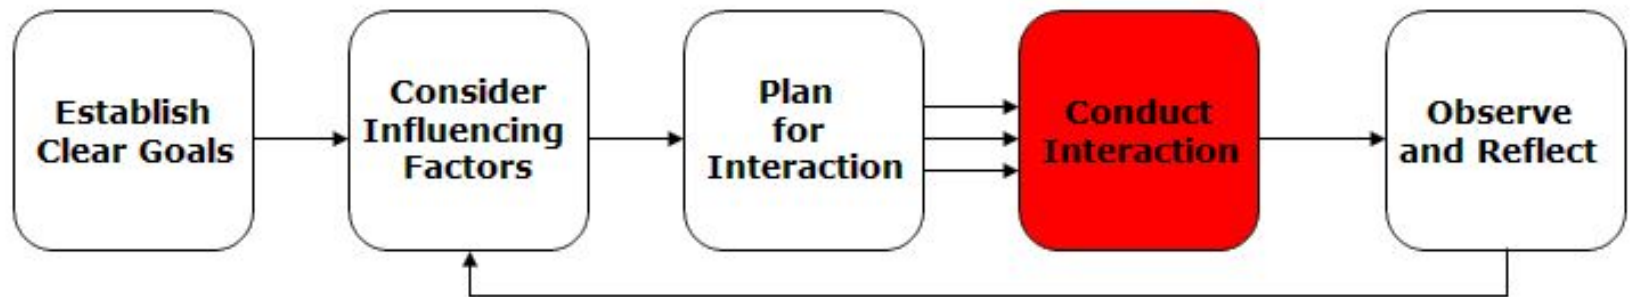 Establish
Clear Goals
Consider
Influencing
Factors
Plan
for
Interaction
Conduct
Interaction
Observe
and Reflect